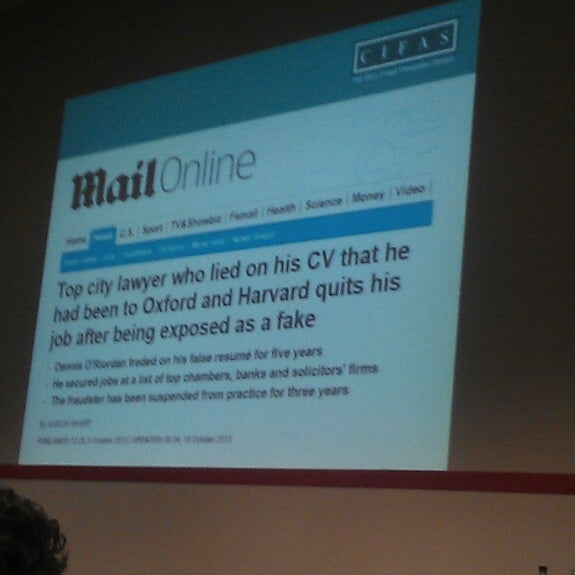 CIFAS
Mail Online
Home News U.S. Sport TV&Showbiz Femail Health Science Money Video
Top city lawyer who lied on his CV that he
had been to Oxford and Harvard quits his
job after being exposed as a fake
Dennis O'Riordan traded on his false resumé for five years
He secured jobs at a list of top chambers, banks and solicitors' firms
The fraudster has been suspended from practice for three years